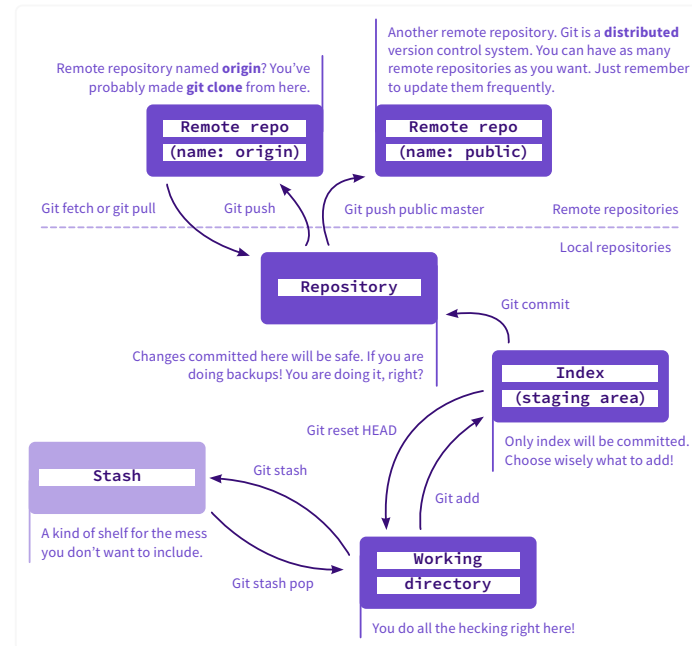 Another remote repository. Git is a distributed
version control system. You can have as many
remote repositories as you want. Just remember
to update them frequently.
Remote repository named origin? You've
probably made git clone from here.
Remote repo
(name: origin)
Remote repo
(name: public)
Git fetch or git pull
Git push
Git push public master
Remote repositories
Local repositories
Repository
Git commit
Changes committed here will be safe. If you are
doing backups! You are doing it, right?
Index
(staging area)
Git reset HEAD
Only index will be committed.
Choose wisely what to add!
Stash
Git stash
Git add
A kind of shelf for the mess
you don't want to include.
Working
directory
Git stash pop
You do all the hecking right here!